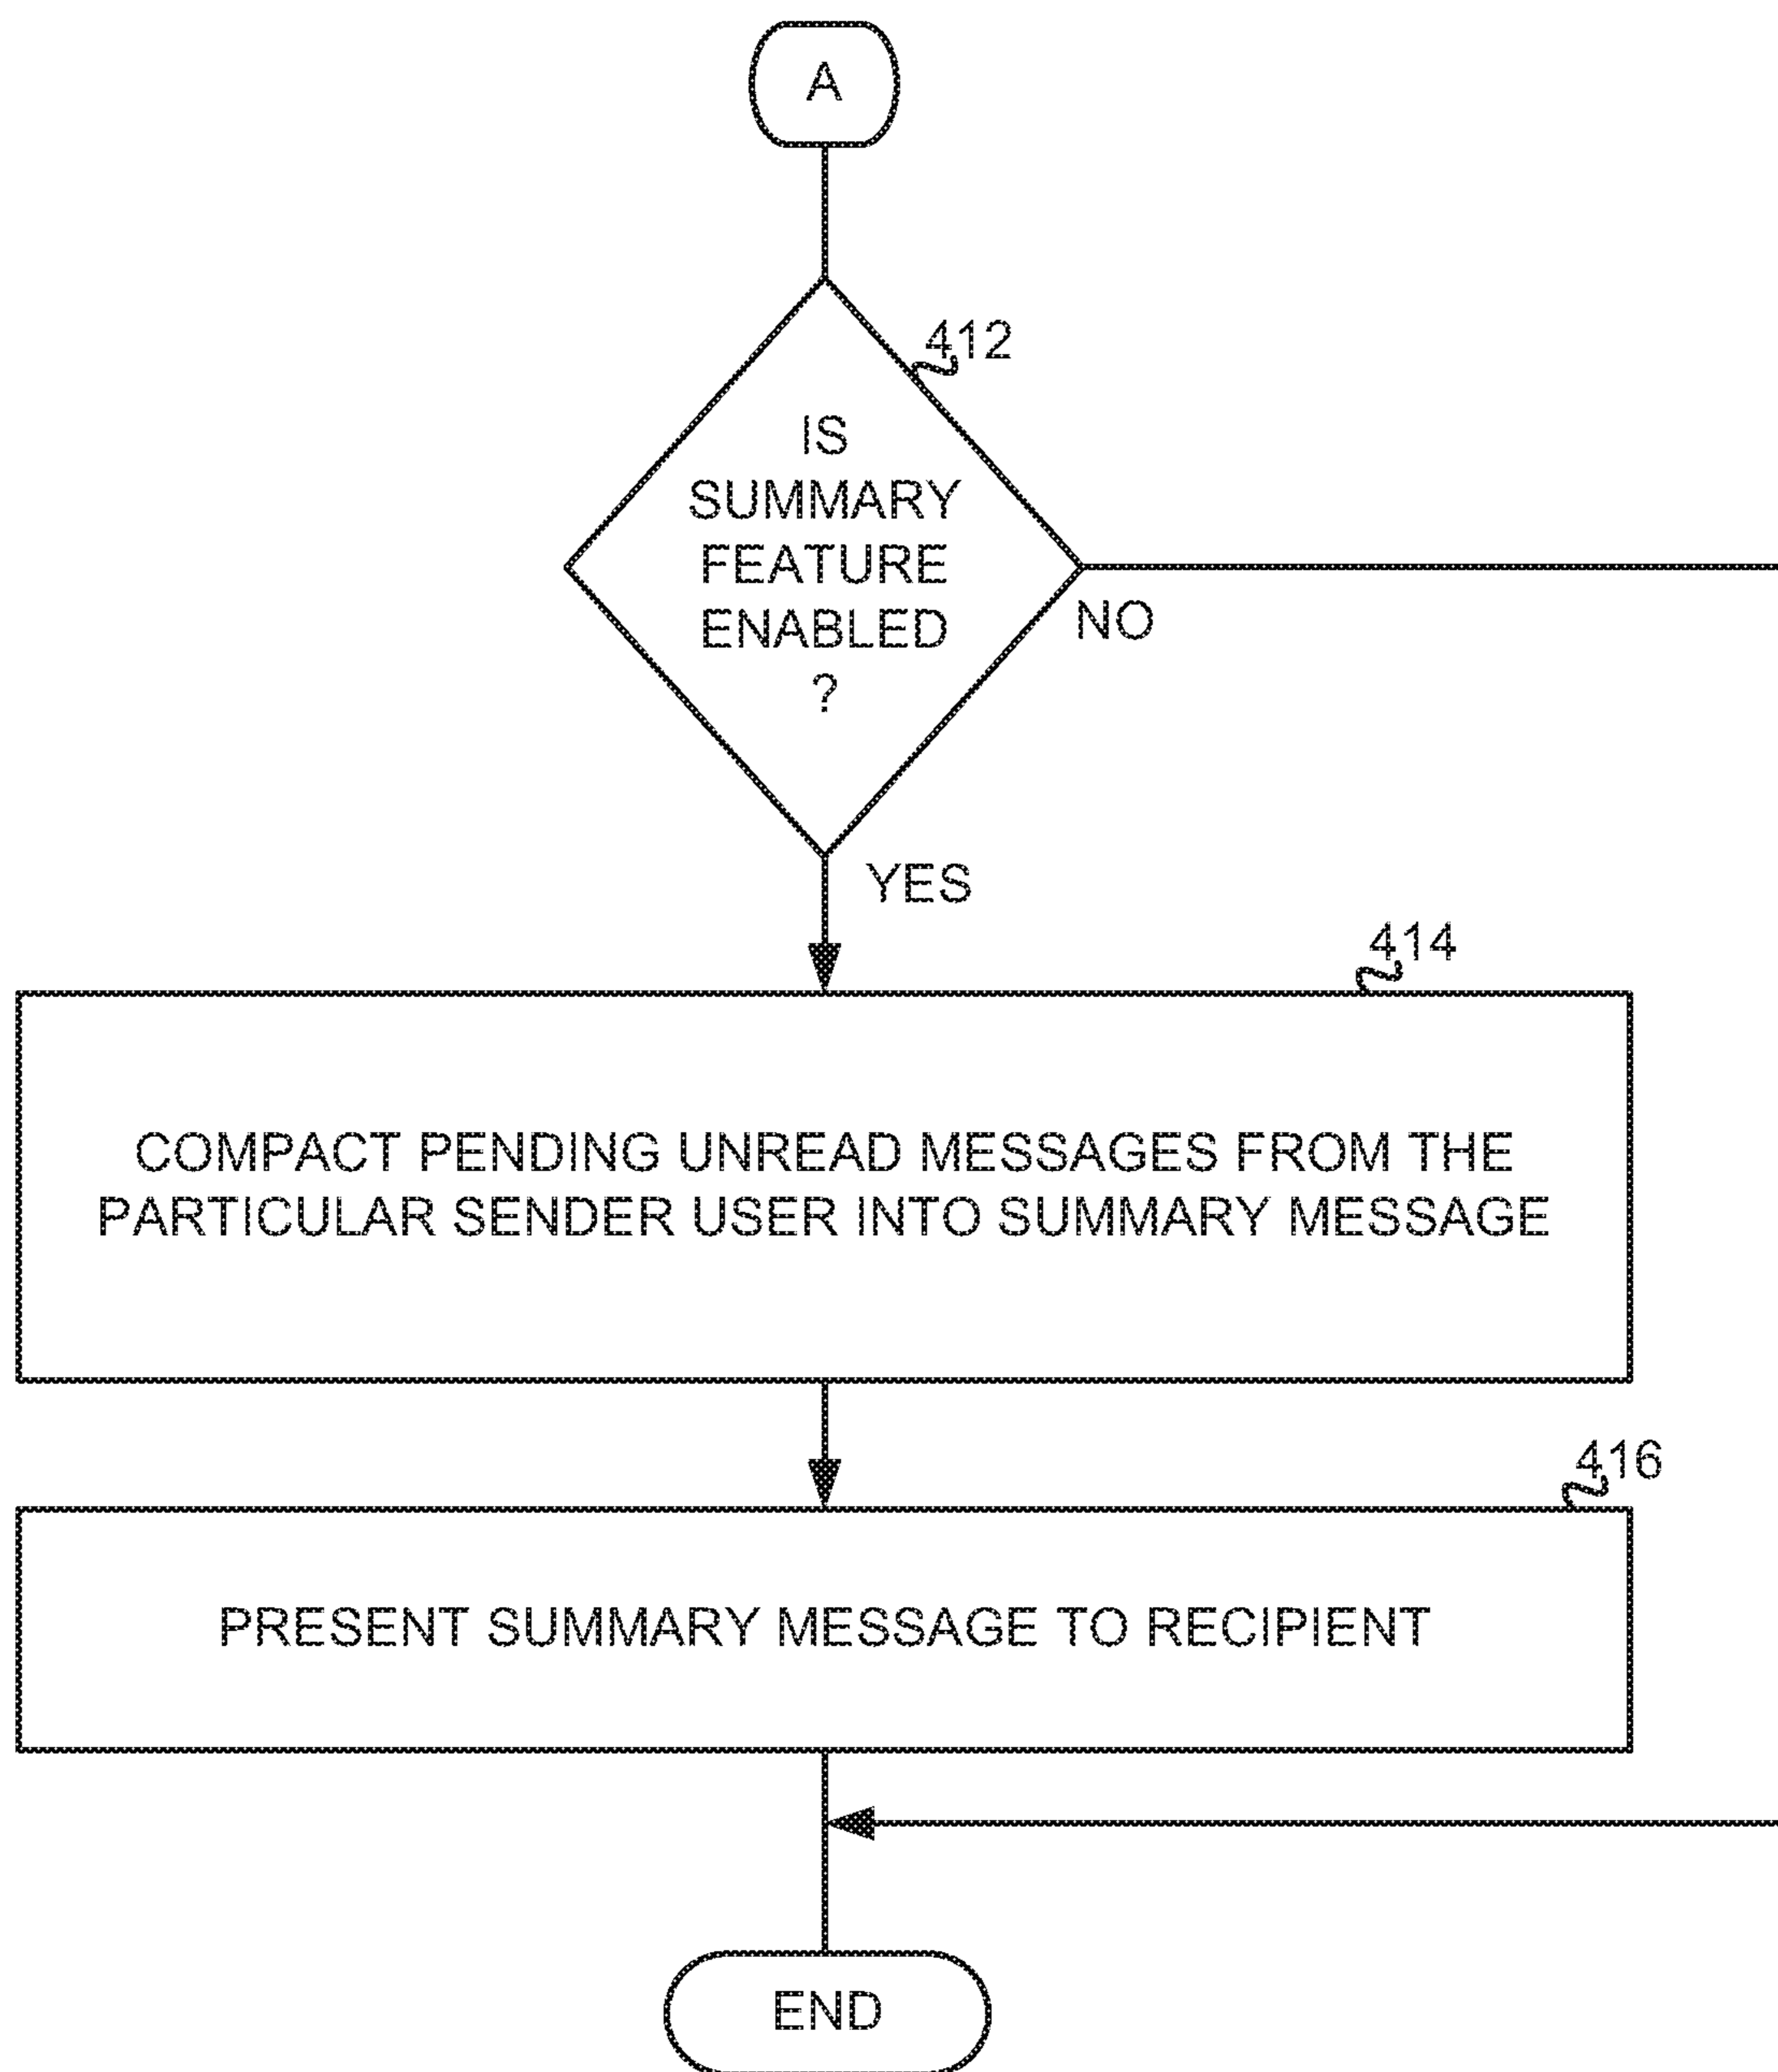 A
412
IS
SUMMARY
FEATURE
ENABLED
?
NO
YES
414
COMPACT PENDING UNREAD MESSAGES FROM THE
PARTICULAR SENDER USER INTO SUMMARY MESSAGE
416
PRESENT SUMMARY MESSAGE TO RECIPIENT
END